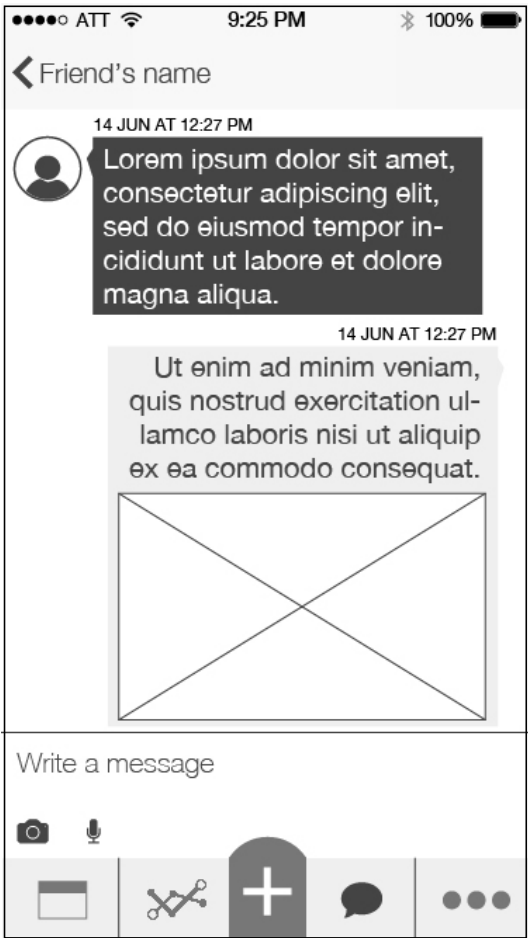 ATT 9:25 PM 100%
Friend's name
14 JUN AT 12:27 PM
Lorem ipsum dolor sit amet,
consectetur adipiscing elit,
sed do eiusmod tempor in-
cididunt ut labore et dolore
magna aliqua.
14 JUN AT 12:27 PM
Ut enim ad minim veniam,
quis nostrud exercitation ul-
lamco laboris nisi ut aliquip
ex ea commodo consequat.
Write a message